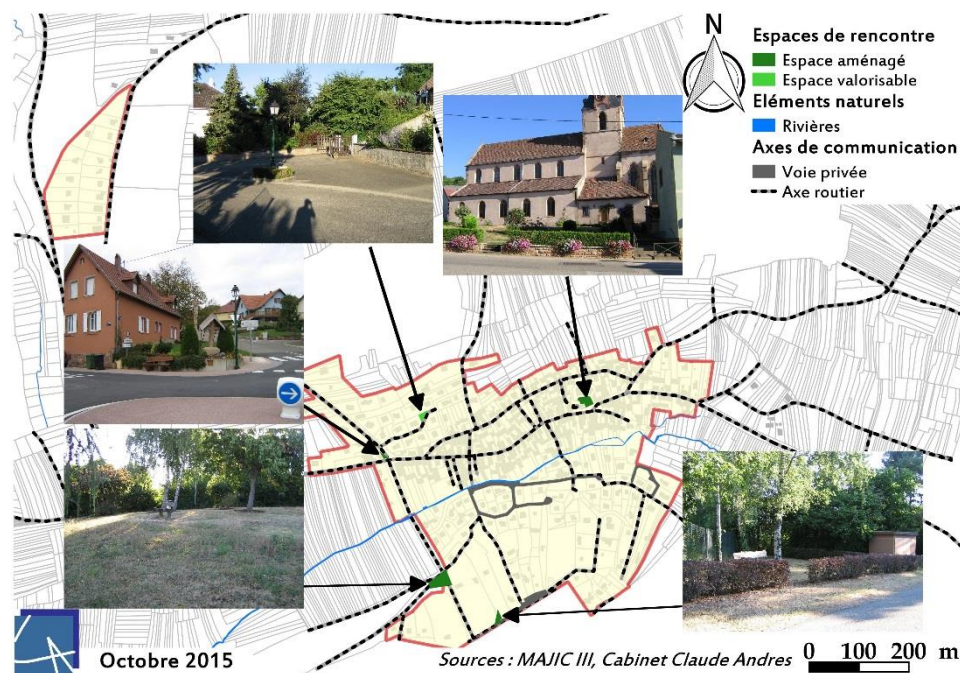 N
Espaces de rencontre
Espace aménagé
Espace valorisable
Eléments naturels
Rivières
Axes de communication
Voie privée
Axe routier
Octobre 2015
Sources : MAJIC III, Cabinet Claude Andres
0 100 200 m